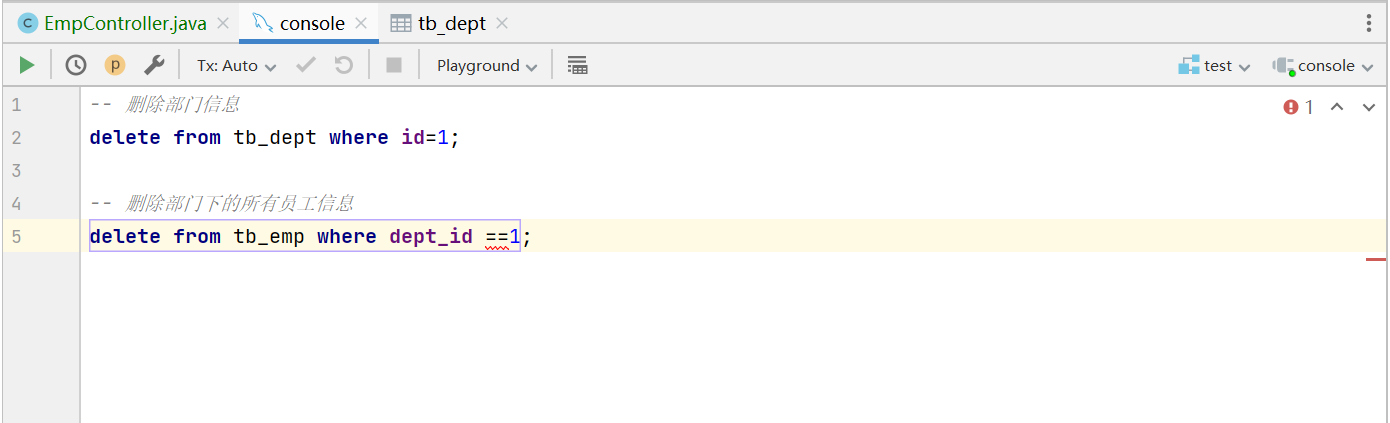 EmpController.java console tb_dept
Tx: Auto Playground test console
1 -- 删除部门信息 1
2 delete from tb_dept where id=1;
3
4 -- 删除部门下的所有员工信息
5 delete from tb_emp where dept_id ==1;